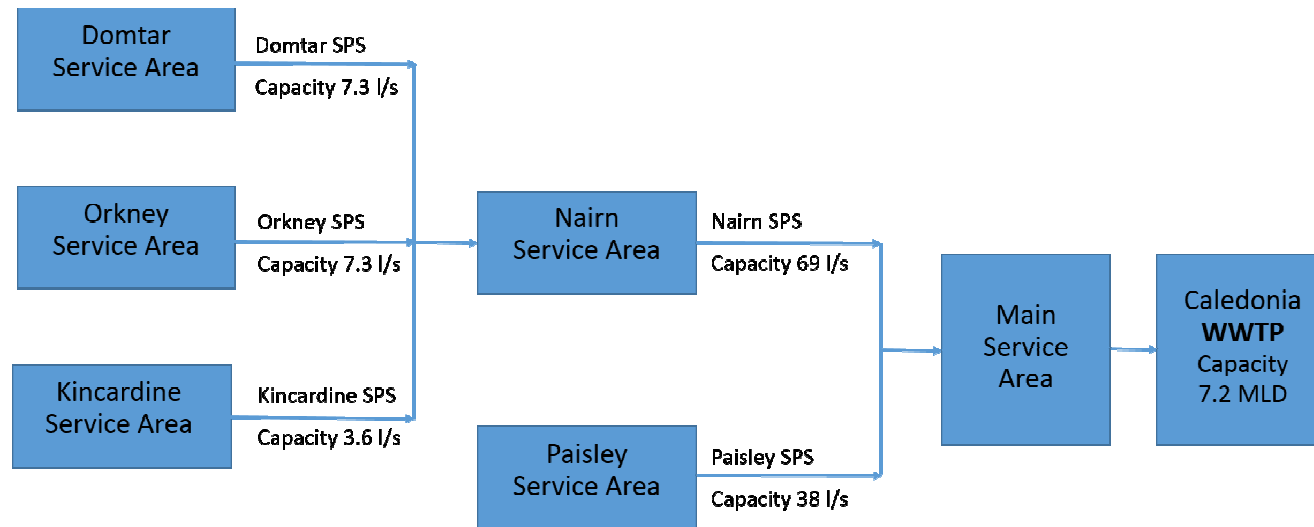 Domtar
Service Area
Domtar SPS
Capacity 7.3 l/s
Orkney
Service Area
Orkney SPS
Capacity 7.3 l/s
Kincardine
Service Area
Kincardine SPS
Capacity 3.6 l/s
Nairn
Service Area
Nairn SPS
Capacity 69 l/s
Paisley
Service Area
Paisley SPS
Capacity 38 l/s
Main
Service
Area
Caledonia
WWTP
Capacity
7.2 MLD